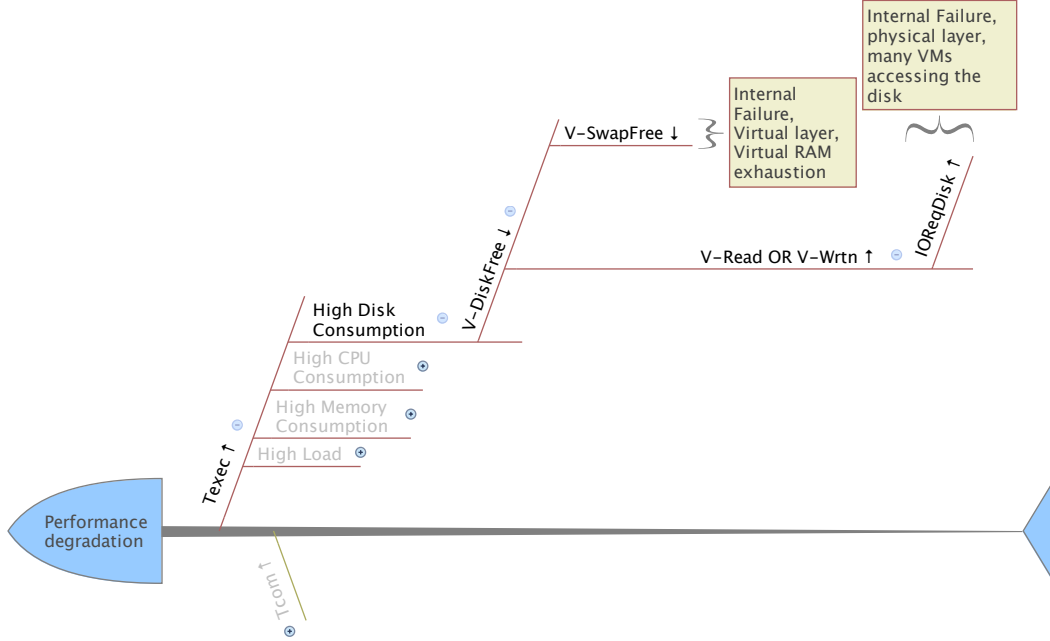 Internal Failure,
physical layer,
many VMs
accessing the
disk
Internal
Failure,
Virtual layer,
Virtual RAM
exhaustion
V-SwapFree ↓
IOReqDisk ↑
V-Read OR V-Wrtn ↑
V-DiskFree ↓
High Disk
Consumption
High CPU
Consumption
High Memory
Consumption
High Load
Texec ↑
Performance
degradation
Tcom ↑